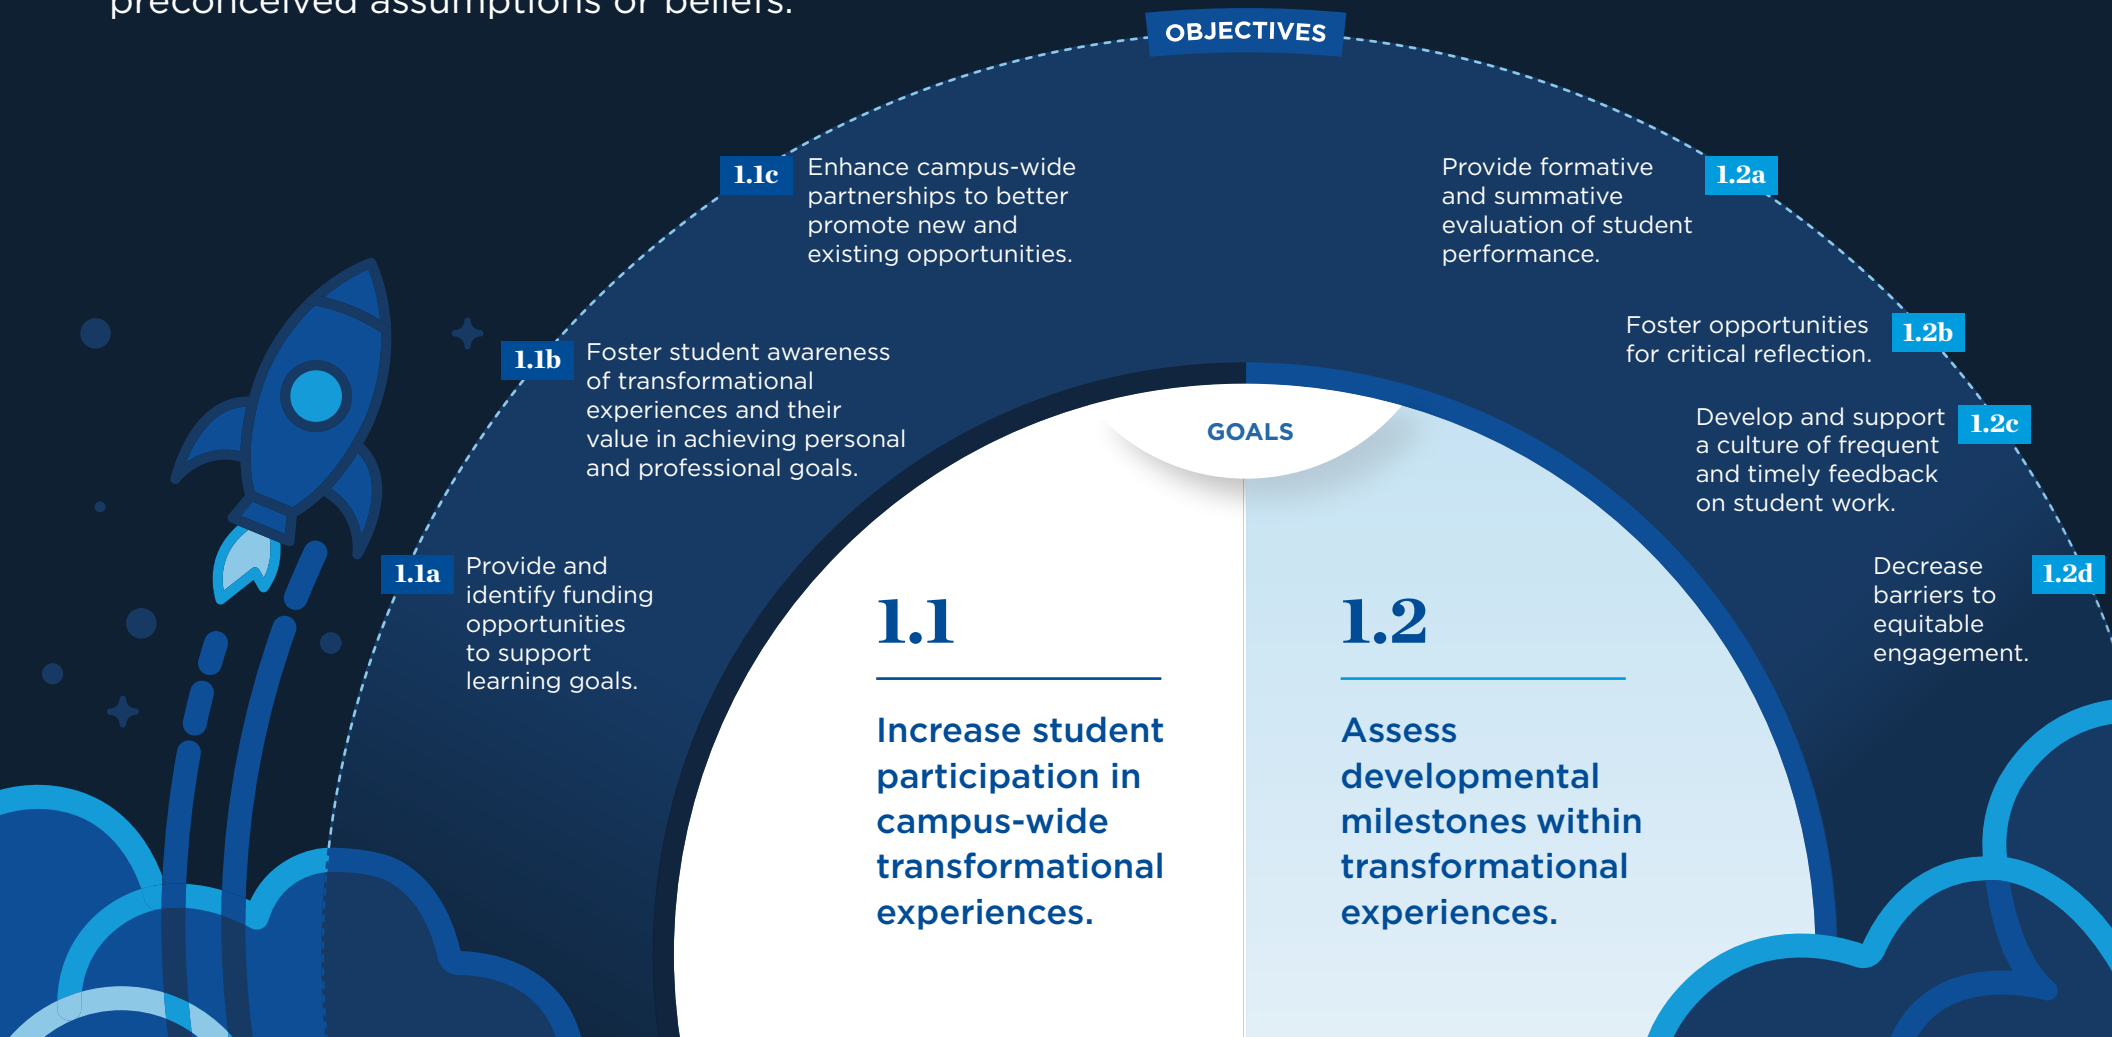 preconceived assumptions or beliefs.
OBJECTIVES
1.1c
Enhance campus-wide
partnerships to better
promote new and
existing opportunities.
1.1b
Foster student awareness
of transformational
experiences and their
value in achieving personal
and professional goals.
1.1a
Provide and
identify funding
opportunities
to support
learning goals.
1.2a
Provide formative
and summative
evaluation of student
performance.
1.2b
Foster opportunities
for critical reflection.
1.2c
Develop and support
a culture of frequent
and timely feedback
on student work.
1.2d
Decrease
barriers to
equitable
engagement.
GOALS
1.1
Increase student
participation in
campus-wide
transformational
experiences.
1.2
Assess
developmental
milestones within
transformational
experiences.